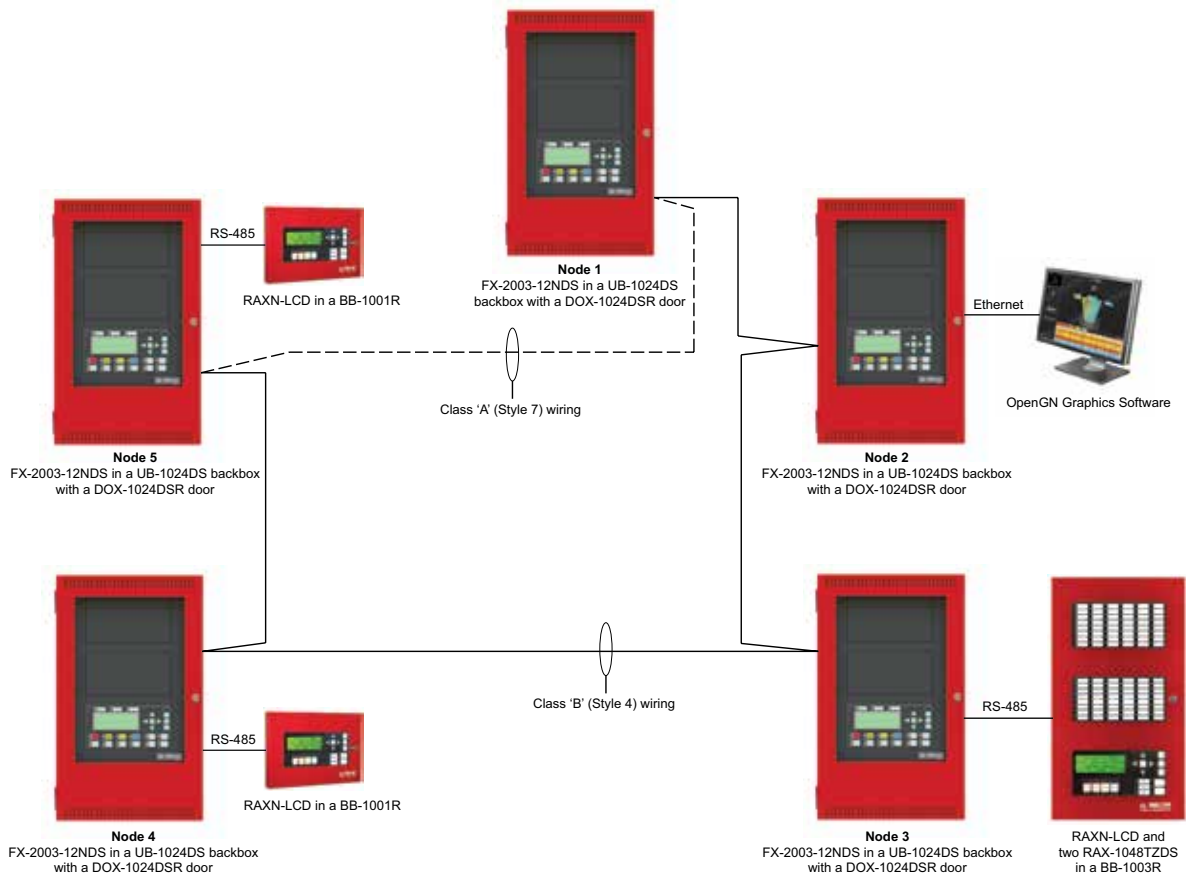 Node 1
FX-2003-12NDS in a UB-1024DS
backbox with a DOX-1024DSR door
RS-485
RAXN-LCD in a BB-1001R
Ethernet
OpenGN Graphics Software
Class ‘A’ (Style 7) wiring
Node 5
FX-2003-12NDS in a UB-1024DS backbox
with a DOX-1024DSR door
Node 2
FX-2003-12NDS in a UB-1024DS backbox
with a DOX-1024DSR door
Class ‘B’ (Style 4) wiring
RS-485
RAXN-LCD in a BB-1001R
RS-485
Node 4
FX-2003-12NDS in a UB-1024DS backbox
with a DOX-1024DSR door
Node 3
FX-2003-12NDS in a UB-1024DS backbox
with a DOX-1024DSR door
RAXN-LCD and
two RAX-1048TZDS
in a BB-1003R